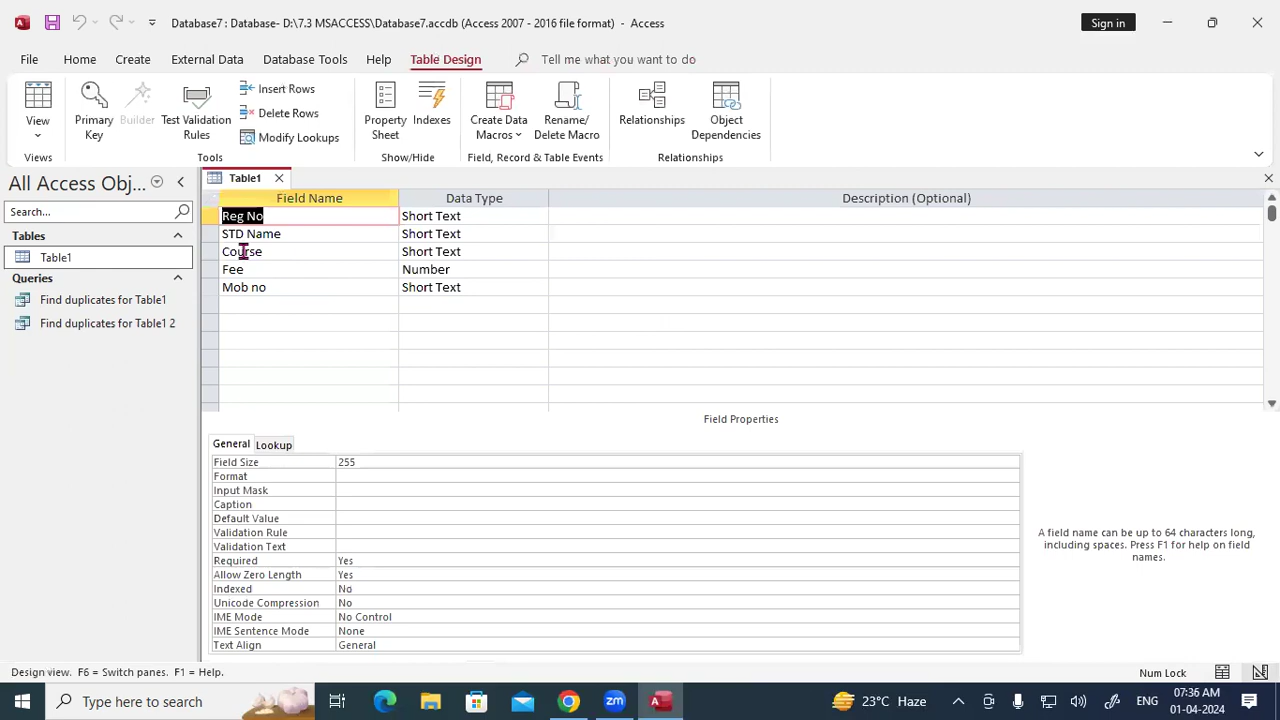 Database7 : Database- D:\7.3 MSACCESS\Database7.accdb (Access 2007 - 2016 file format) - Access
Sign in
File Home Create External Data Database Tools Help Table Design Tell me what you want to do
View
Primary Key
Builder
Test Validation Rules
Insert Rows
Delete Rows
Modify Lookups
Property Sheet
Indexes
Create Data Macros
Rename/ Delete Macro
Relationships
Object Dependencies
Views Tools Show/Hide Field, Record & Table Events Relationships
All Access Obj...
Search...
Tables
Table1
Queries
Find duplicates for Table1
Find duplicates for Table1 2
Table1
Field Name Data Type Description (Optional)
Reg No Short Text
STD Name Short Text
Course Short Text
Fee Number
Mob no Short Text
Field Properties
General Lookup
Field Size 255
Format
Input Mask
Caption
Default Value
Validation Rule
Validation Text
Required Yes
Allow Zero Length Yes
Indexed No
Unicode Compression No
IME Mode No Control
IME Sentence Mode None
Text Align General
A field name can be up to 64 characters long,
including spaces. Press F1 for help on field
names.
Design view. F6 = Switch panes. F1 = Help.
Num Lock
Type here to search
zm
23°C Haze
ENG
07:36 AM
01-04-2024